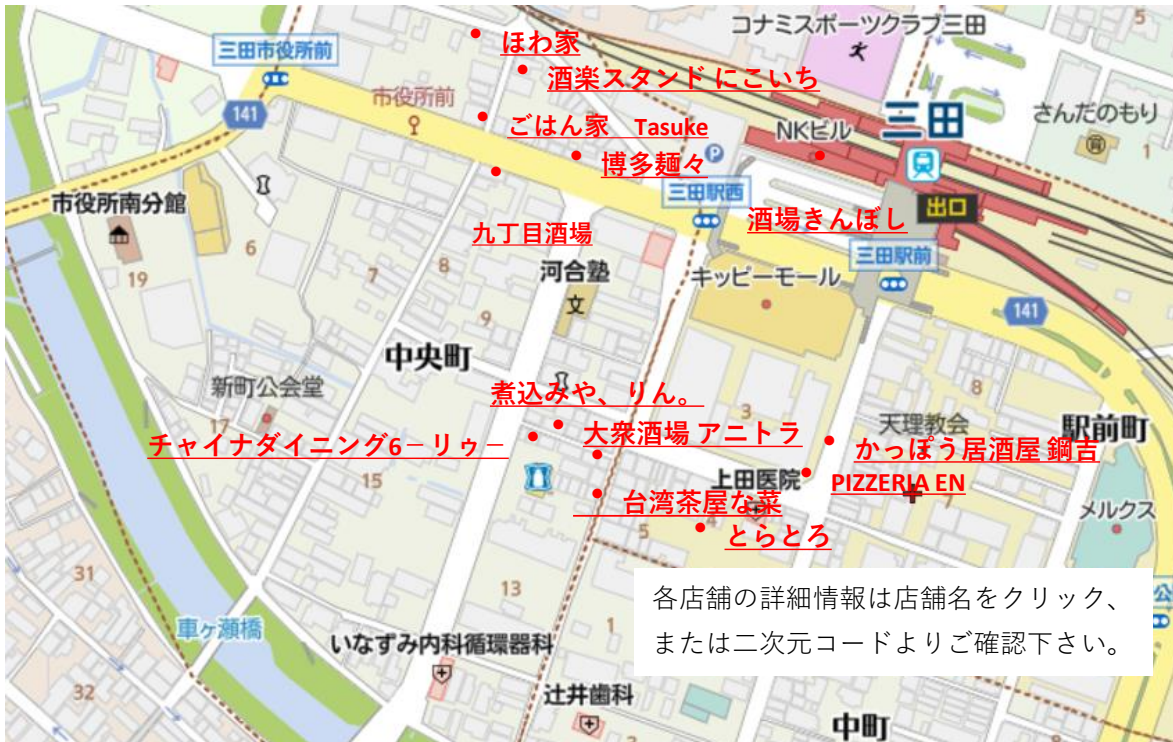 コナミスポーツクラブ三田
5
三田市役所前
ほわ家
酒楽スタンド にこいち
141
市役所前
ごはん家　Tasuke
NKビル
三田
さんだのもり
1
博多麺々
P
三田駅西
出口
市役所南分館
酒場きんぼし
九丁目酒場
三田駅前
6
19
7
8
河合塾
文
キッピーモール
141
9
中央町
新町公会堂
17
煮込みや、りん。
3
8
天理教会
駅前町
チャイナダイニング6－リゥ－
大衆酒場 アニトラ
かっぽう居酒屋 鋼吉
15
上田医院
PIZZERIA EN
7
台湾茶屋な菜
メルクス
5
4
とらとろ
31
13
各店舗の詳細情報は店舗名をクリック、
または二次元コードよりご確認下さい。
公
1
車ヶ瀬橋
いなずみ内科循環器科
32
辻井歯科
中町